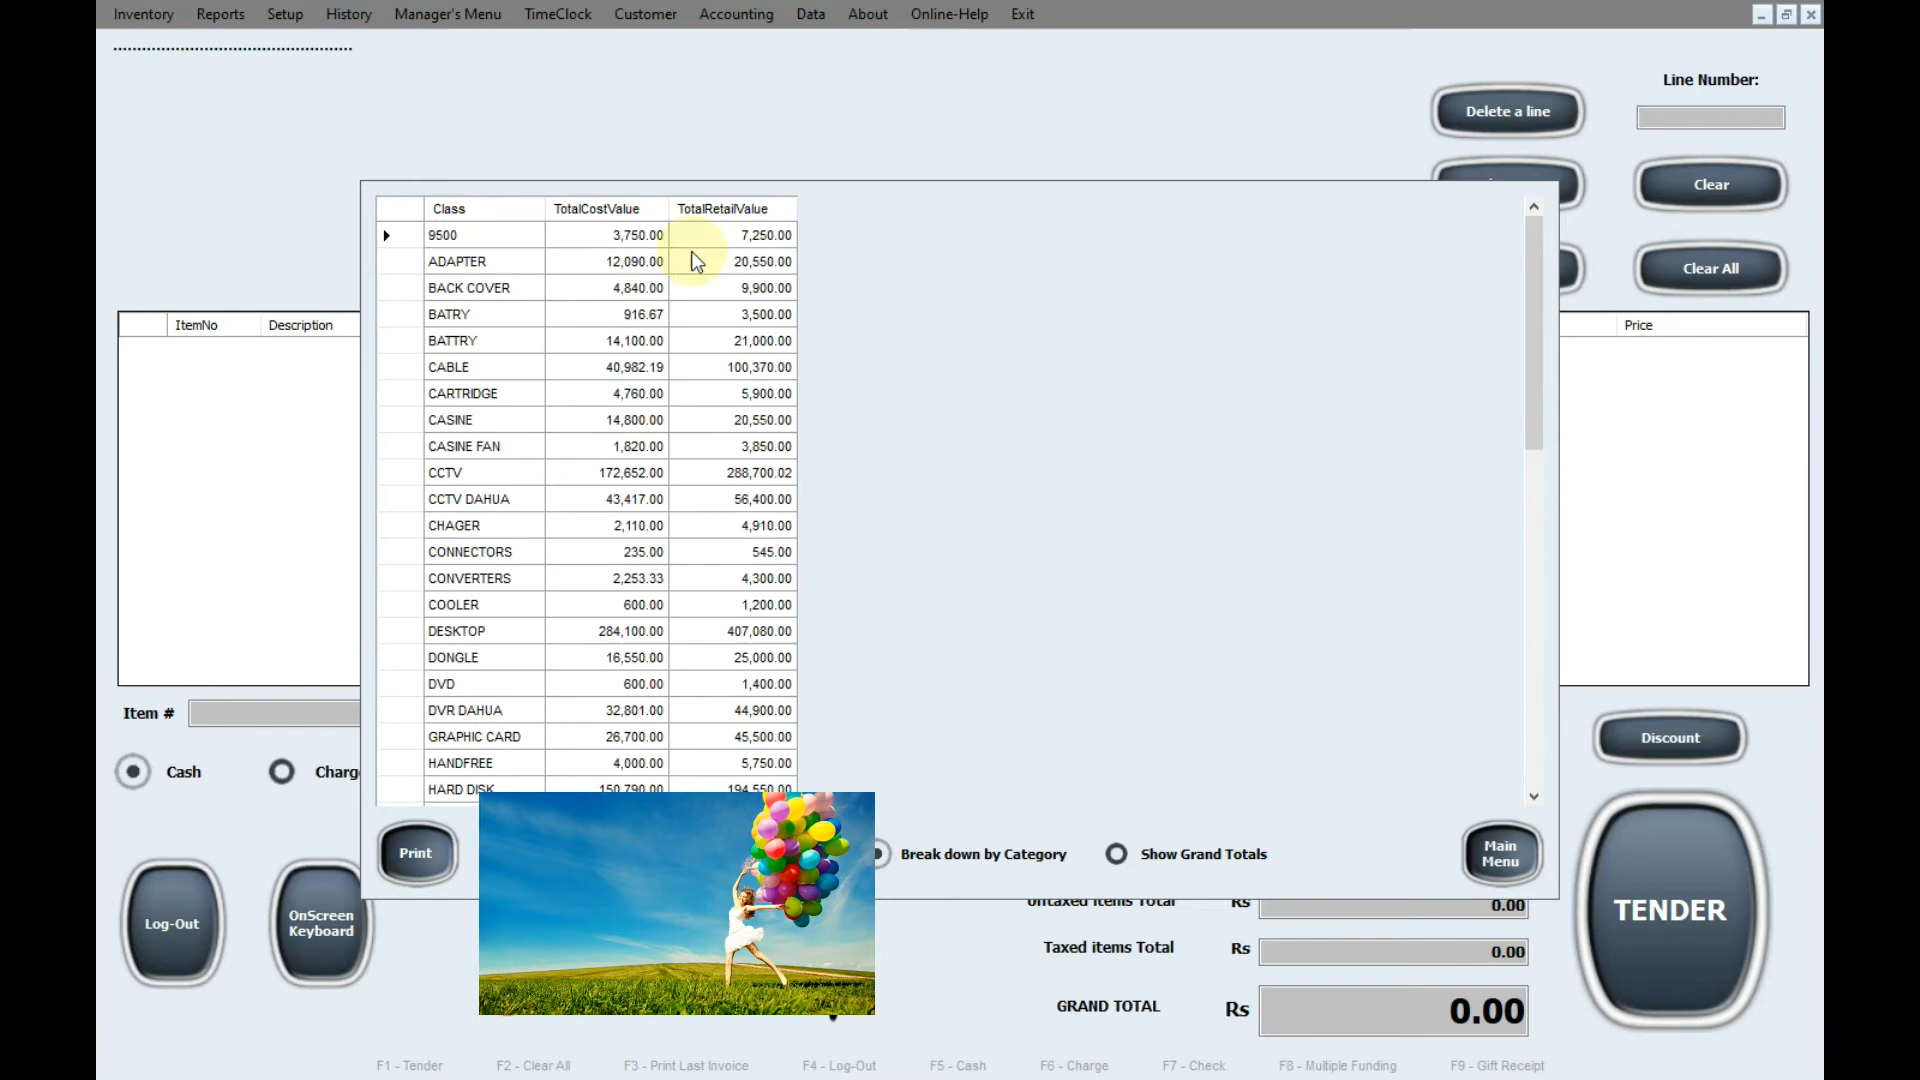 Inventory Reports Setup History Manager's Menu TimeClock Customer Accounting Data About Online-Help Exit
Line Number:
Delete a line
Clear
Clear All
Class TotalCostValue TotalRetailValue
9500 3,750.00 7,250.00
ADAPTER 12,090.00 20,550.00
BACK COVER 4,840.00 9,900.00
BATRY 916.67 3,500.00
BATTRY 14,100.00 21,000.00
CABLE 40,982.19 100,370.00
CARTRIDGE 4,760.00 5,900.00
CASINE 14,800.00 20,550.00
CASINE FAN 1,820.00 3,850.00
CCTV 172,652.00 288,700.02
CCTV DAHUA 43,417.00 56,400.00
CHAGER 2,110.00 4,910.00
CONNECTORS 235.00 545.00
CONVERTERS 2,253.33 4,300.00
COOLER 600.00 1,200.00
DESKTOP 284,100.00 407,080.00
DONGLE 16,550.00 25,000.00
DVD 600.00 1,400.00
DVR DAHUA 32,801.00 44,900.00
GRAPHIC CARD 26,700.00 45,500.00
HANDFREE 4,000.00 5,750.00
HARD DISK 150,790.00 194,550.00
ItemNo Description Price
Item #
Discount
Cash Charg
Print
Break down by Category Show Grand Totals
Main
Menu
Log-Out
OnScreen
Keyboard
TENDER
Untaxed items Total Rs 0.00
Taxed items Total Rs 0.00
GRAND TOTAL Rs 0.00
F1 - Tender F2 - Clear All F3 - Print Last Invoice F4 - Log-Out F5 - Cash F6 - Charge F7 - Check F8 - Multiple Funding F9 - Gift Receipt